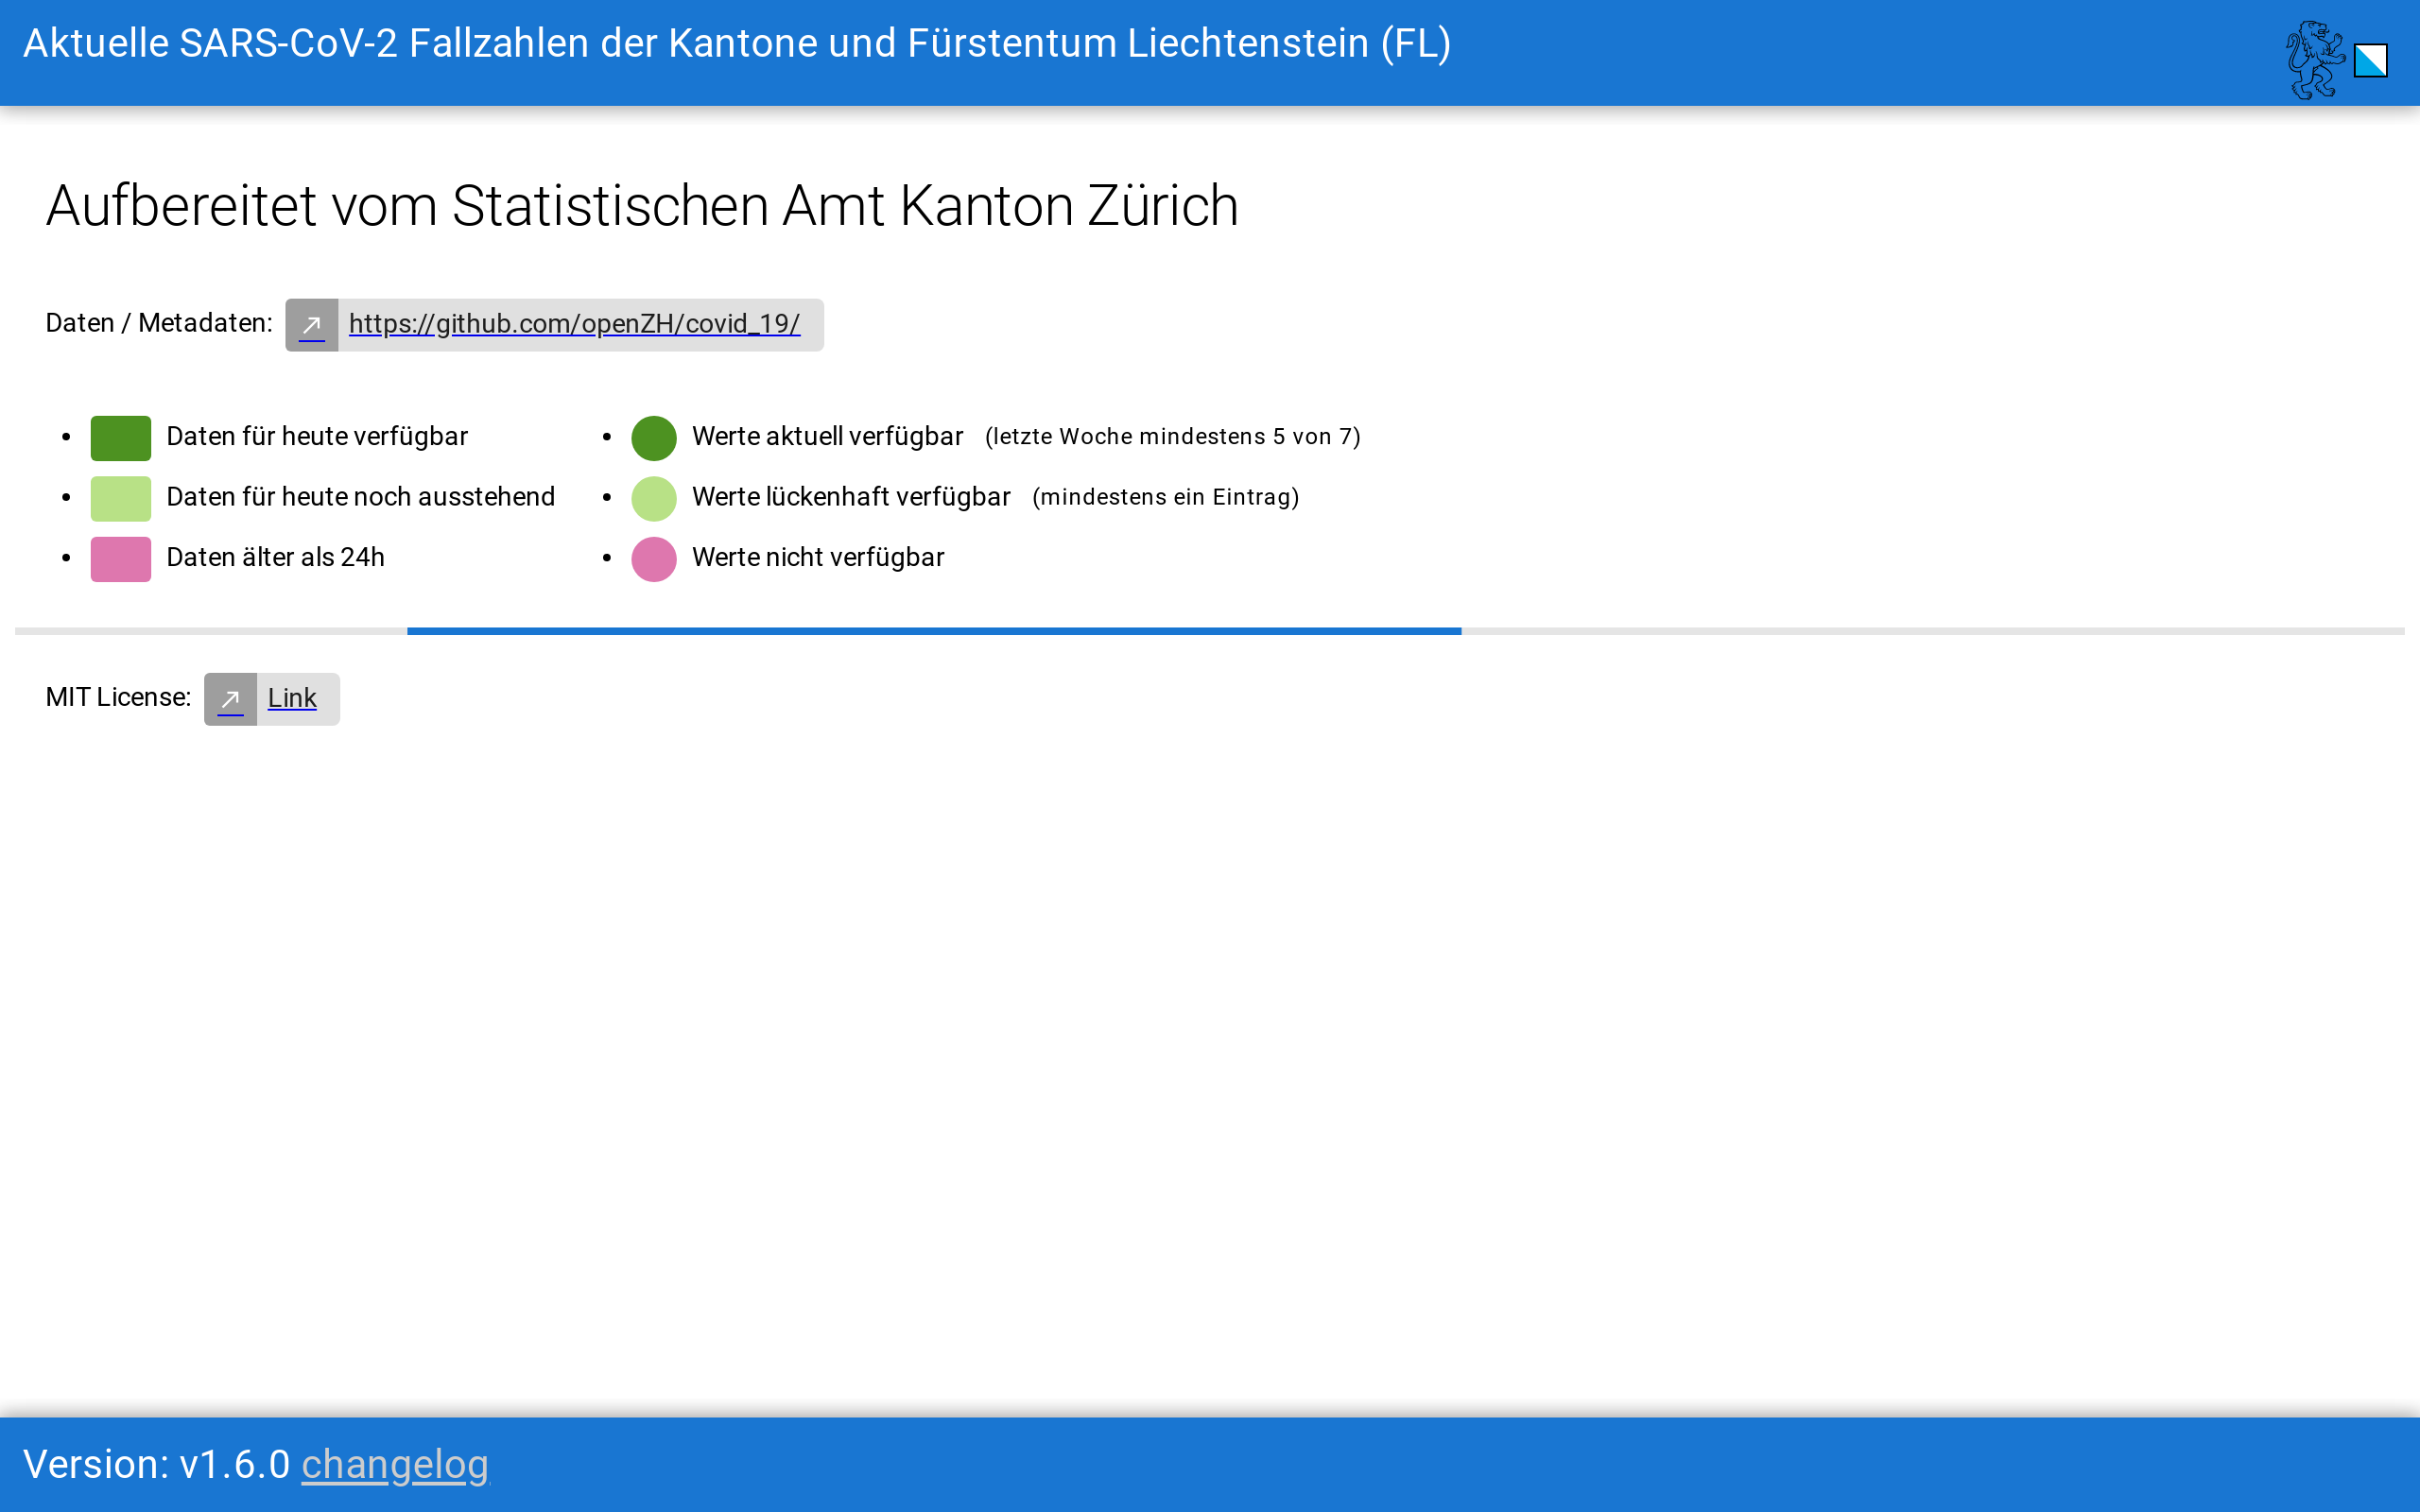 Aktuelle SARS-CoV-2 Fallzahlen der Kantone und Fürstentum Liechtenstein (FL)
Aufbereitet vom Statistischen Amt Kanton Zürich
Daten / Metadaten: https://github.com/openZH/covid_19/
Daten für heute verfügbar
Daten für heute noch ausstehend
Daten älter als 24h
Werte aktuell verfügbar (letzte Woche mindestens 5 von 7)
Werte lückenhaft verfügbar (mindestens ein Eintrag)
Werte nicht verfügbar
MIT License: Link
Version: v1.6.0 changelog